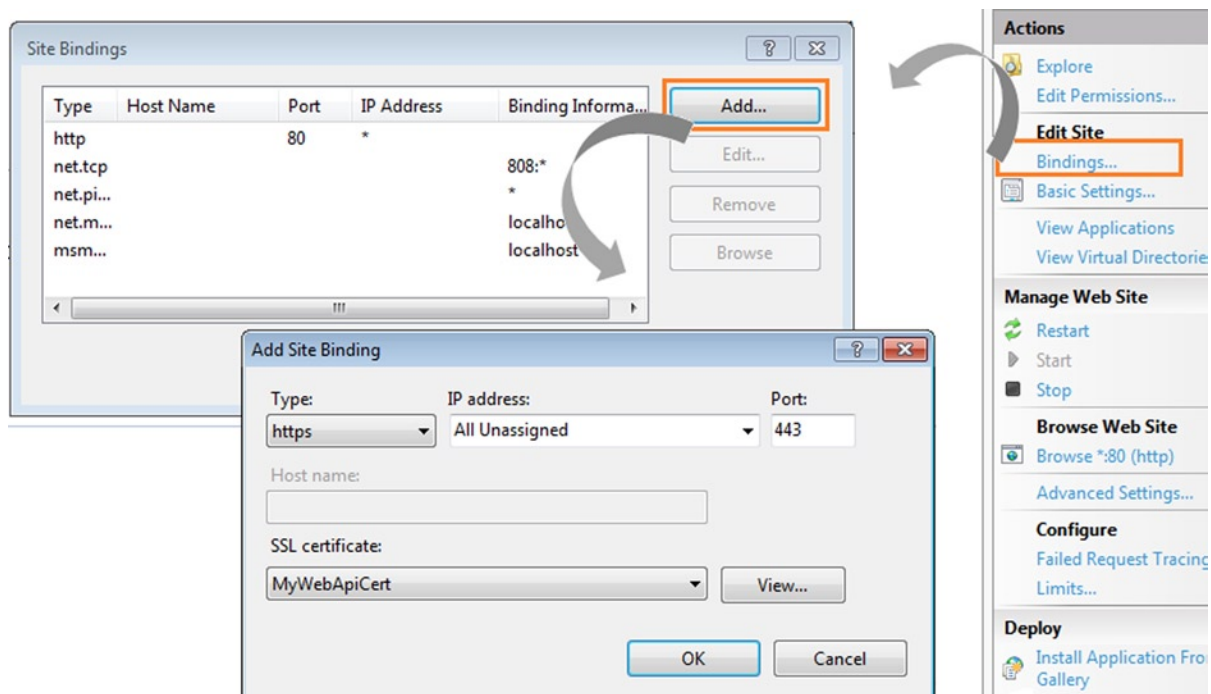 Site Bindings
Type Host Name Port IP Address Binding Informa...
http 80 *
net.tcp 808:*
net.pi... *
net.m... localho
msm... localhost
Add...
Edit...
Remove
Browse
Add Site Binding
Type: IP address: Port:
https All Unassigned 443
Host name:
SSL certificate:
MyWebApiCert View...
OK Cancel
Actions
Explore
Edit Permissions...
Edit Site
Bindings...
Basic Settings...
View Applications
View Virtual Directories
Manage Web Site
Restart
Start
Stop
Browse Web Site
Browse *:80 (http)
Advanced Settings...
Configure
Failed Request Tracing
Limits...
Deploy
Install Application Fro
Gallery